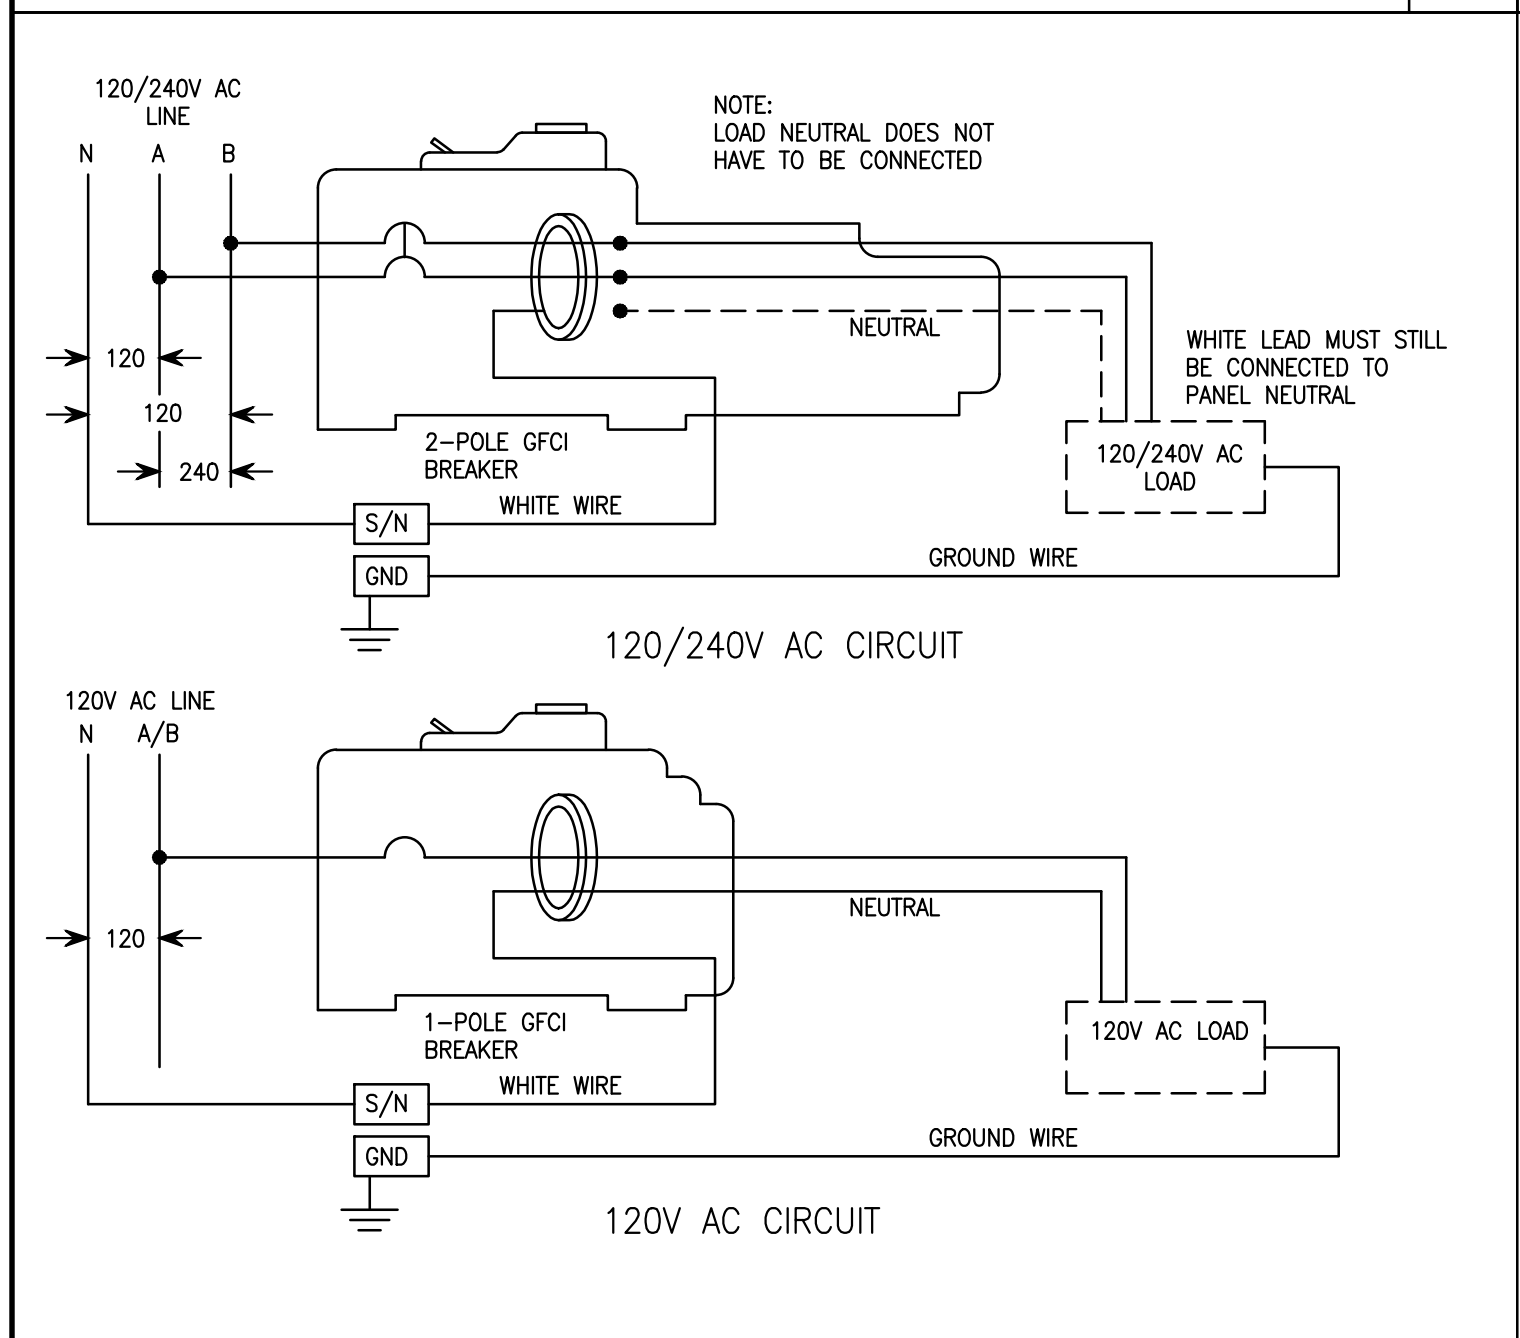 120/240V AC
LINE
N A B
NOTE:
LOAD NEUTRAL DOES NOT
HAVE TO BE CONNECTED
NEUTRAL
WHITE LEAD MUST STILL
BE CONNECTED TO
PANEL NEUTRAL
120
120
240
2-POLE GFCI
BREAKER
120/240V AC
LOAD
WHITE WIRE
S/N
GROUND WIRE
GND
120/240V AC CIRCUIT
120V AC LINE
N A/B
NEUTRAL
120
1-POLE GFCI
BREAKER
120V AC LOAD
WHITE WIRE
S/N
GROUND WIRE
GND
120V AC CIRCUIT